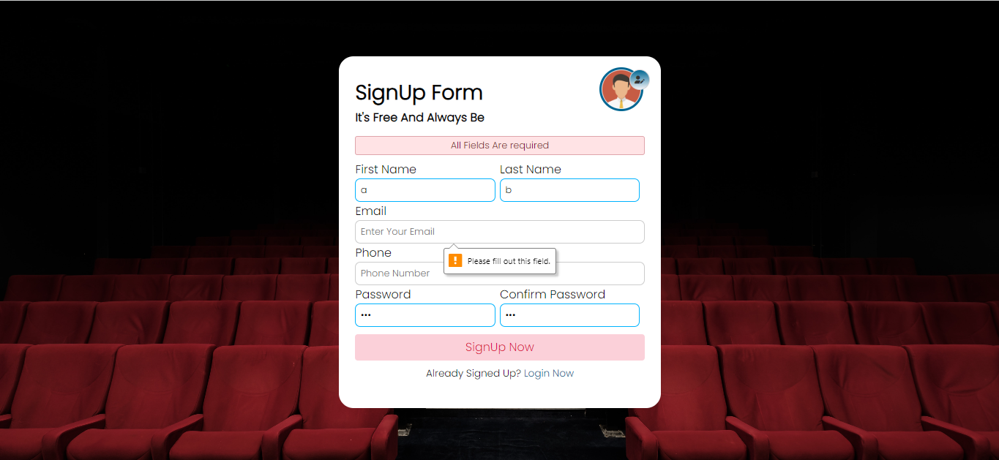 SignUp Form
It's Free And Always Be
All Fields Are required
First Name Last Name
a b
Email
Enter Your Email
Phone
Please fill out this field.
Phone Number
Password Confirm Password
••• •••
SignUp Now
Already Signed Up? Login Now